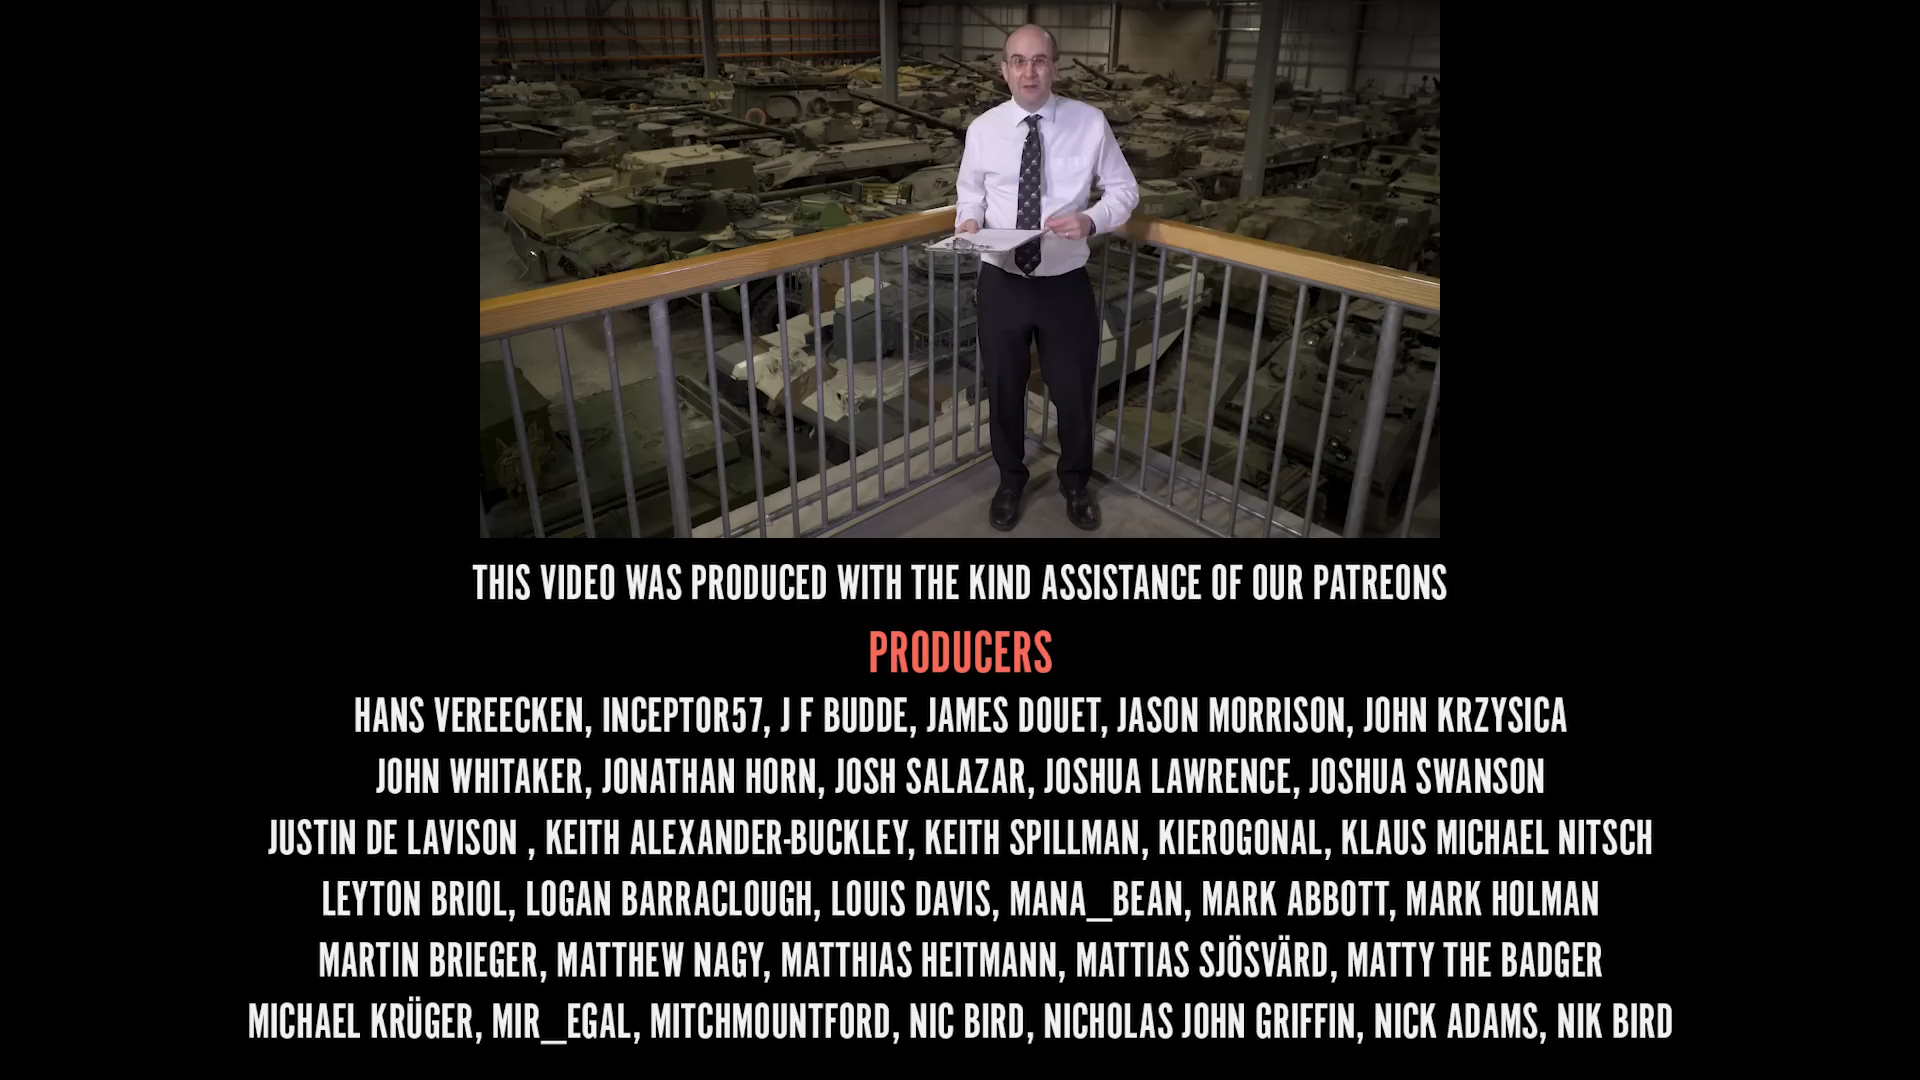 THIS VIDEO WAS PRODUCED WITH THE KIND ASSISTANCE OF OUR PATREONS
PRODUCERS
HANS VEREECKEN, INCEPTOR57, J F BUDDE, JAMES DOUET, JASON MORRISON, JOHN KRZYSICA
JOHN WHITAKER, JONATHAN HORN, JOSH SALAZAR, JOSHUA LAWRENCE, JOSHUA SWANSON
JUSTIN DE LAVISON , KEITH ALEXANDER-BUCKLEY, KEITH SPILLMAN, KIEROGONAL, KLAUS MICHAEL NITSCH
LEYTON BRIOL, LOGAN BARRACLOUGH, LOUIS DAVIS, MANA_BEAN, MARK ABBOTT, MARK HOLMAN
MARTIN BRIEGER, MATTHEW NAGY, MATTHIAS HEITMANN, MATTIAS SJÖSVÄRD, MATTY THE BADGER
MICHAEL KRÜGER, MIR_EGAL, MITCHMOUNTFORD, NIC BIRD, NICHOLAS JOHN GRIFFIN, NICK ADAMS, NIK BIRD